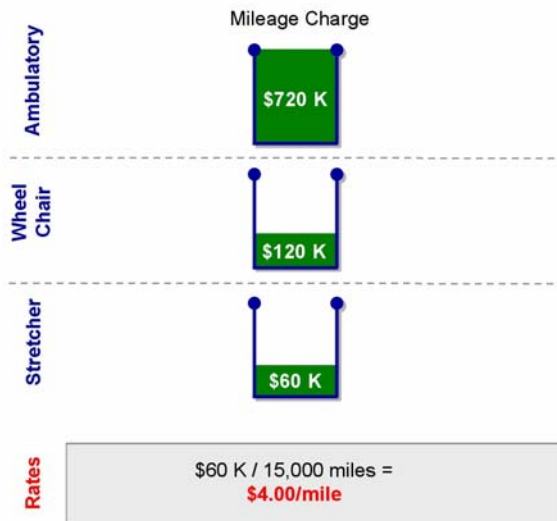 Mileage Charge
Ambulatory
$720 K
Wheel
Chair
$120 K
Stretcher
$60 K
Rates
$60 K / 15,000 miles =
$4.00/mile